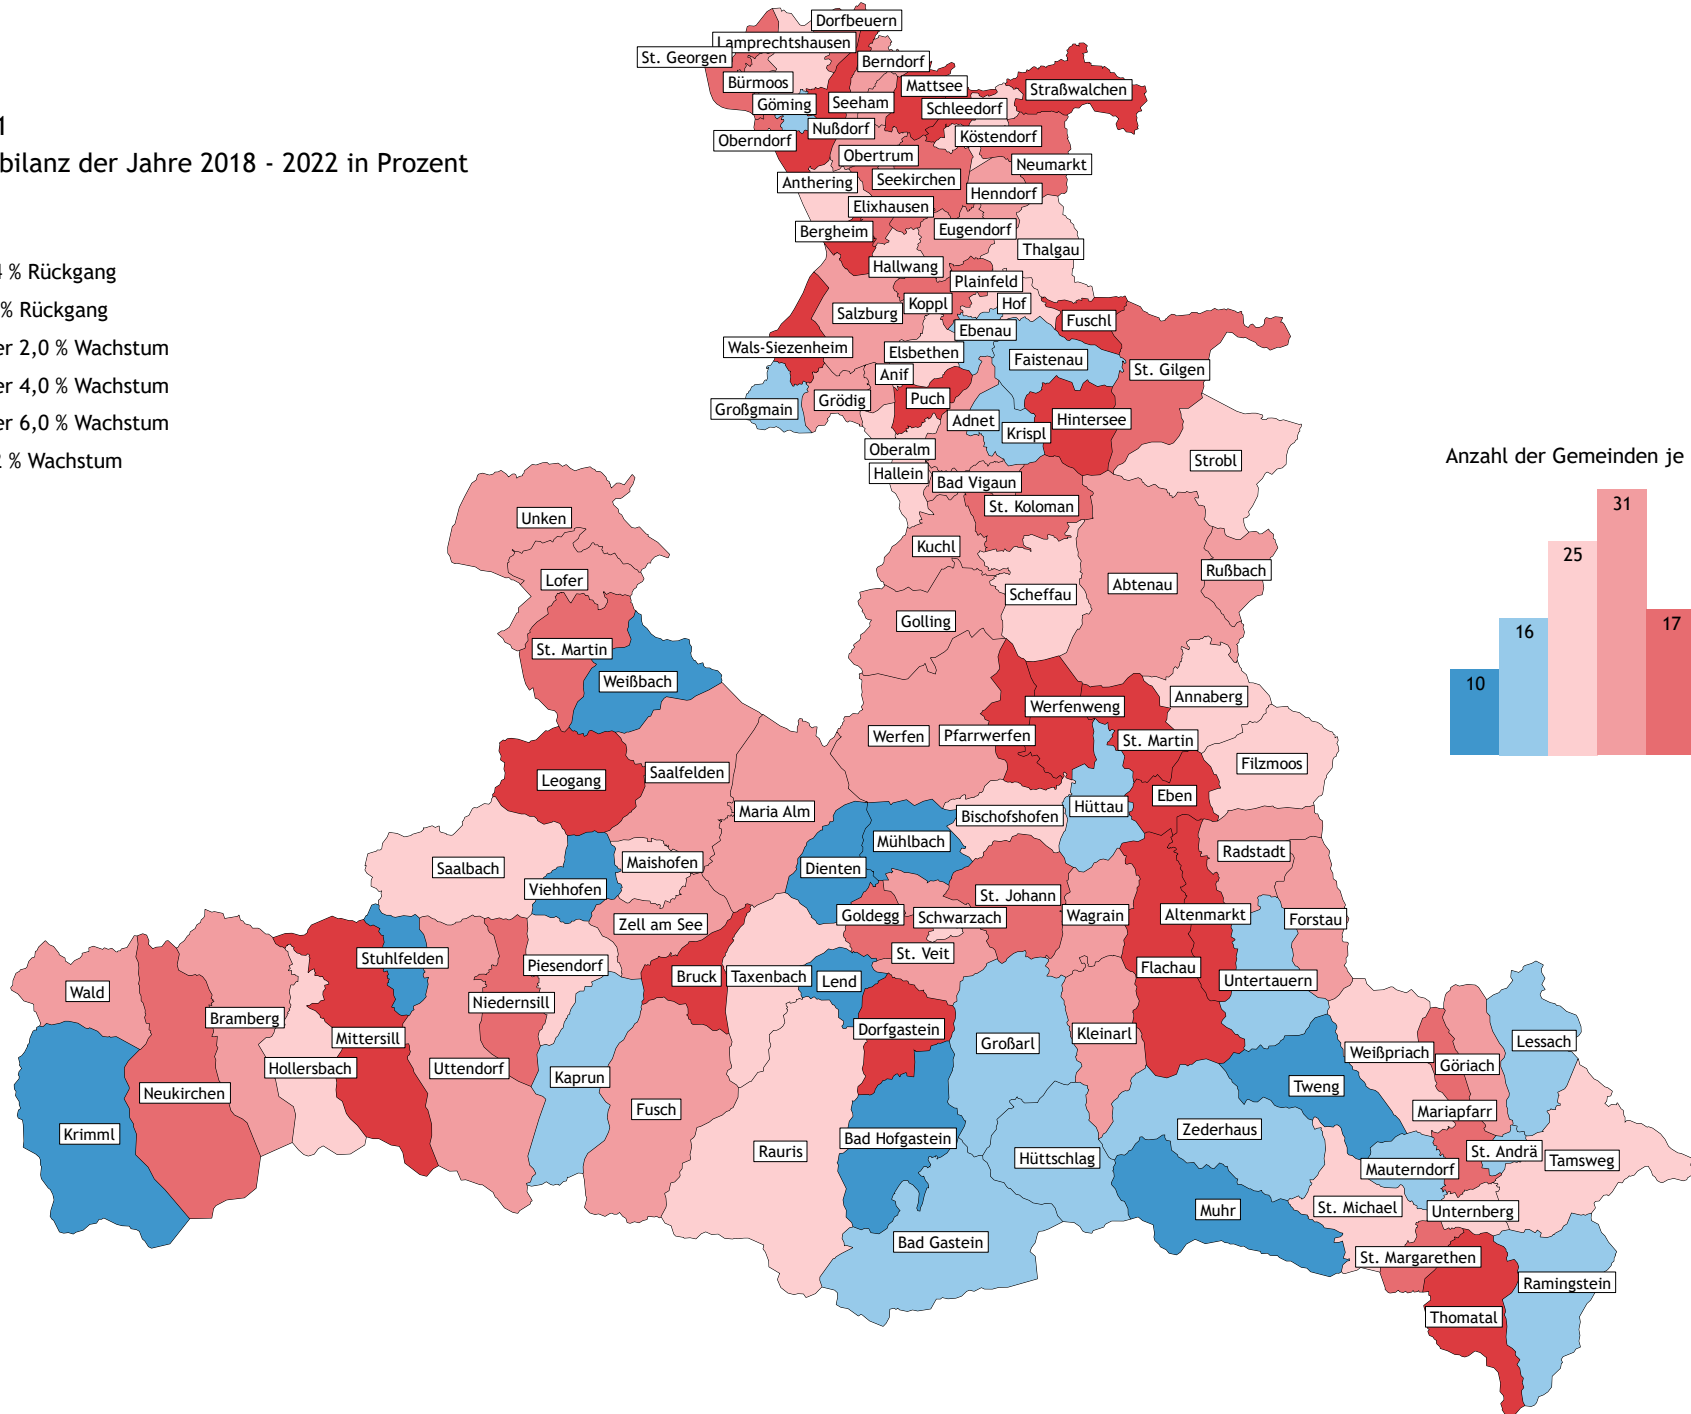 1
bilanz der Jahre 2018 - 2022 in Prozent
% Rückgang
% Rückgang
er 2,0 % Wachstum
er 4,0 % Wachstum
er 6,0 % Wachstum
% Wachstum
Dorfbeuern
Lamprechtshausen
St. Georgen
Berndorf
Bürmoos
Mattsee
Straßwalchen
Göming
Seeham
Schleedorf
Nußdorf
Oberndorf
Köstendorf
Obertrum
Neumarkt
Anthering
Seekirchen
Henndorf
Elixhausen
Bergheim
Eugendorf
Thalgau
Hallwang
Plainfeld
Koppl
Hof
Salzburg
Fuschl
Ebenau
Wals-Siezenheim
Elsbethen
Faistenau
Anif
St. Gilgen
Großgmain
Grödig
Puch
Adnet
Hintersee
Krispl
Oberalm
Strobl
Hallein
Bad Vigaun
St. Koloman
Anzahl der Gemeinden je
31
25
17
16
10
Unken
Kuchl
Lofer
Rußbach
Abtenau
Scheffau
Golling
St. Martin
Weißbach
Annaberg
Werfenweng
Werfen
Pfarrwerfen
St. Martin
Filzmoos
Saalfelden
Leogang
Eben
Hüttau
Maria Alm
Bischofshofen
Mühlbach
Radstadt
Maishofen
Saalbach
Dienten
Viehhofen
St. Johann
Goldegg
Schwarzach
Wagrain
Altenmarkt
Forstau
Zell am See
St. Veit
Stuhlfelden
Piesendorf
Flachau
Bruck
Taxenbach
Lend
Untertauern
Wald
Niedernsill
Bramberg
Dorfgastein
Kleinarl
Mittersill
Großarl
Lessach
Weißpriach
Göriach
Hollersbach
Uttendorf
Kaprun
Tweng
Neukirchen
Fusch
Mariapfarr
Krimml
Zederhaus
Bad Hofgastein
Rauris
St. Andrä
Hüttschlag
Tamsweg
Mauterndorf
St. Michael
Muhr
Unternberg
Bad Gastein
St. Margarethen
Ramingstein
Thomatal